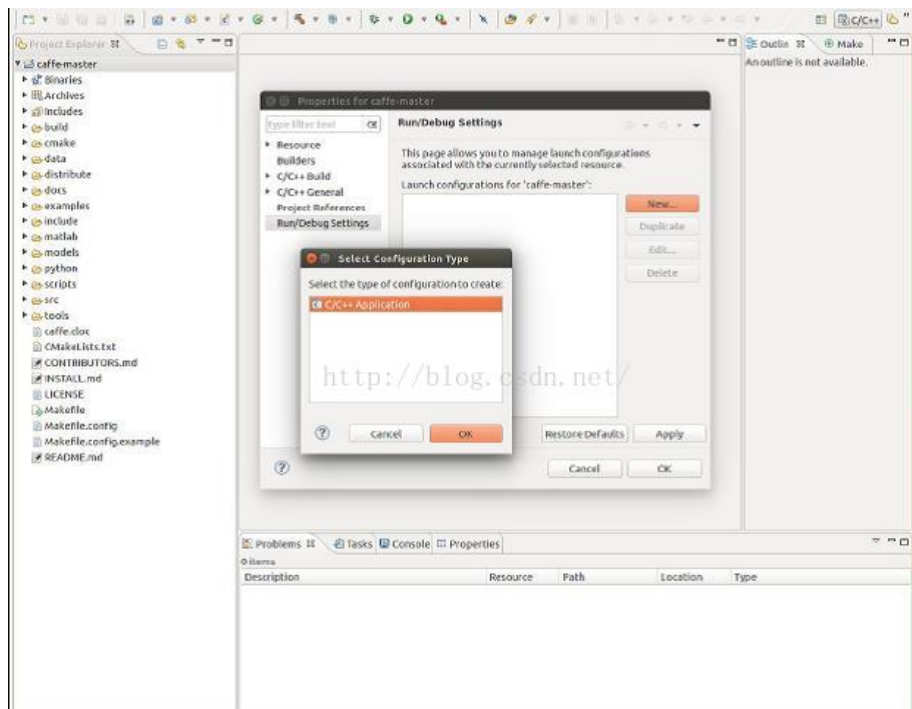 C/C++
Project Explorer
caffe-master
Binaries
Archives
Includes
build
cmake
data
distribute
docs
examples
include
matlab
models
python
scripts
src
tools
caffe.cloc
CMakeLists.txt
CONTRIBUTORS.md
INSTALL.md
LICENSE
Makefile
Makefile.config
Makefile.config.example
README.md
Outlin
Make
An outline is not available.
Properties for caffe-master
type filter text
Resource
Builders
C/C++ Build
C/C++ General
Project References
Run/Debug Settings
Run/Debug Settings
This page allows you to manage launch configurations
associated with the currently selected resource.
Launch configurations for 'caffe-master':
New...
Duplicate
Edit...
Delete
Restore Defaults
Apply
Cancel
OK
Select Configuration Type
Select the type of configuration to create:
C/C++ Application
Cancel
OK
http://blog.csdn.net/
Problems
Tasks
Console
Properties
0 items
Description
Resource
Path
Location
Type